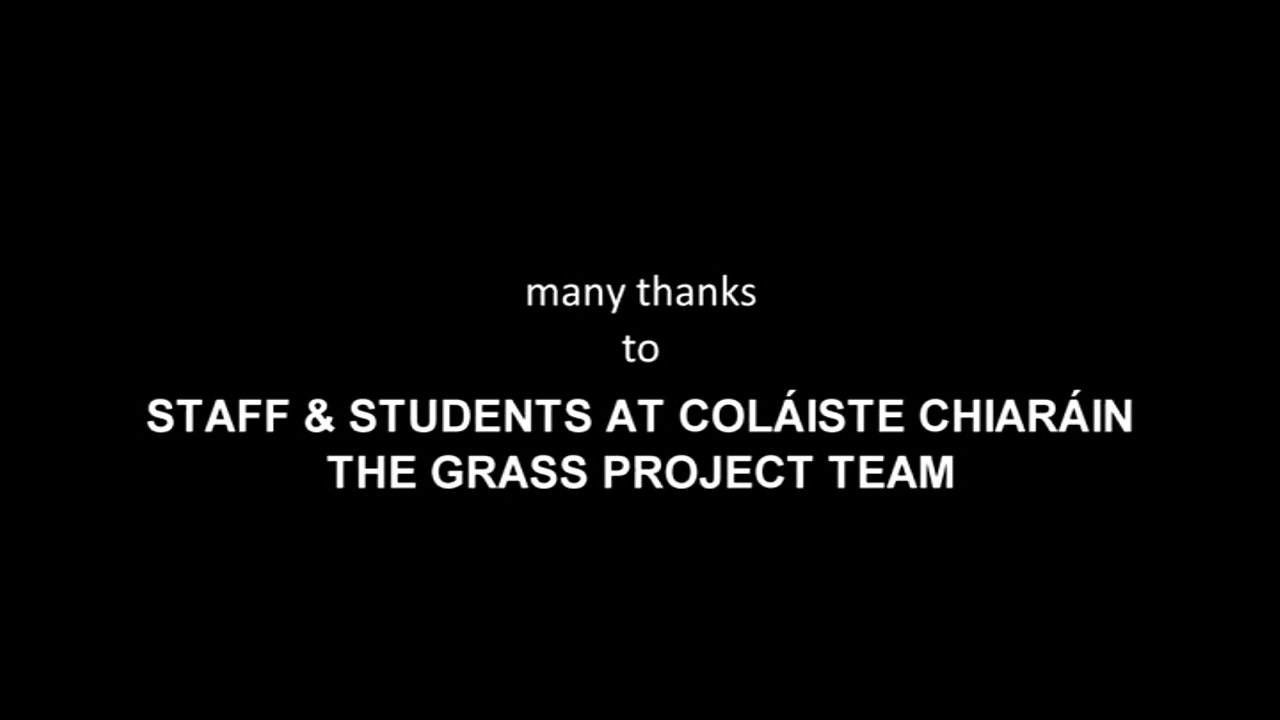 many thanks
to
STAFF & STUDENTS AT COLÁISTE CHIARÁIN
THE GRASS PROJECT TEAM